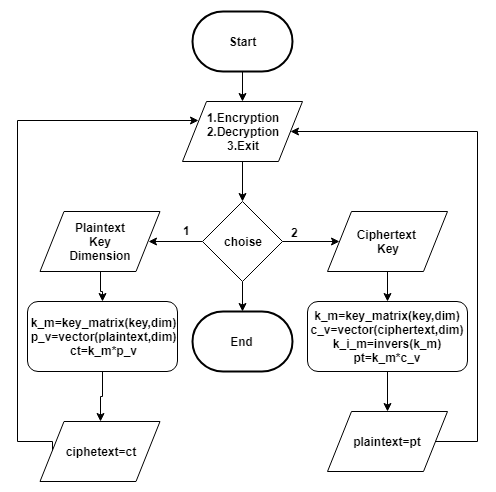 Start
1.Encryption
2.Decryption
3.Exit
Plaintext
Key
Dimension
1
choise
2
Ciphertext
Key
k_m=key_matrix(key,dim)
p_v=vector(plaintext,dim)
ct=k_m*p_v
End
k_m=key_matrix(key,dim)
c_v=vector(ciphertext,dim)
k_i_m=invers(k_m)
pt=k_m*c_v
ciphetext=ct
plaintext=pt